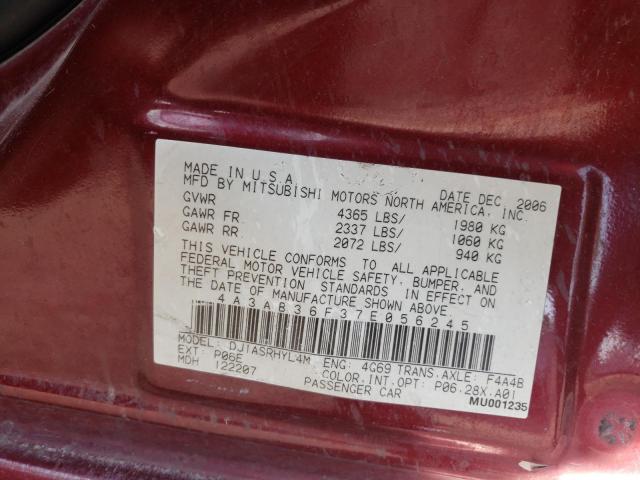 MADE IN U.S.A. DATE DEC, 2006
MFD BY MITSUBISHI MOTORS NORTH AMERICA, INC.
GVWR 4365 LBS/ 1980 KG
GAWR FR 2337 LBS/ 1060 KG
GAWR RR 2072 LBS/ 940 KG
THIS VEHICLE CONFORMS TO ALL APPLICABLE
FEDERAL MOTOR VEHICLE SAFETY, BUMPER, AND
THEFT PREVENTION STANDARDS IN EFFECT ON
THE DATE OF MANUFACTURE SHOWN ABOVE.
4A3AB36F37E056245
MODEL: DJ1ASRHYL4M ENG: 4G69 TRANS.AXLE: F4A4B
EXT: P06E COLOR.INT.OPT: P06.28X.A01
MDH 122207 PASSENGER CAR MU001235